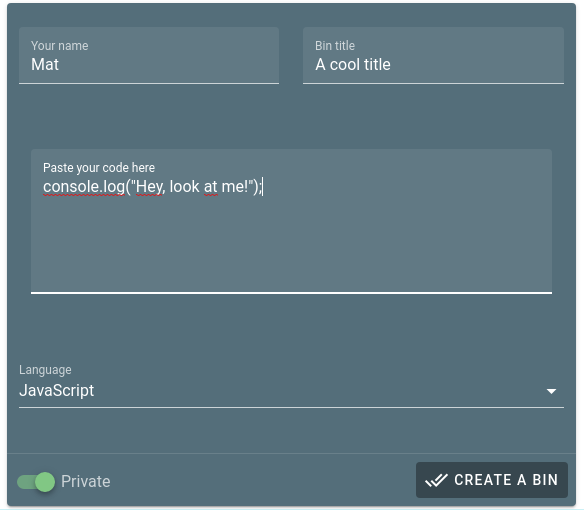 Your name
Mat
Bin title
A cool title
Paste your code here
console.log("Hey, look at me!");
Language
JavaScript
Private
CREATE A BIN